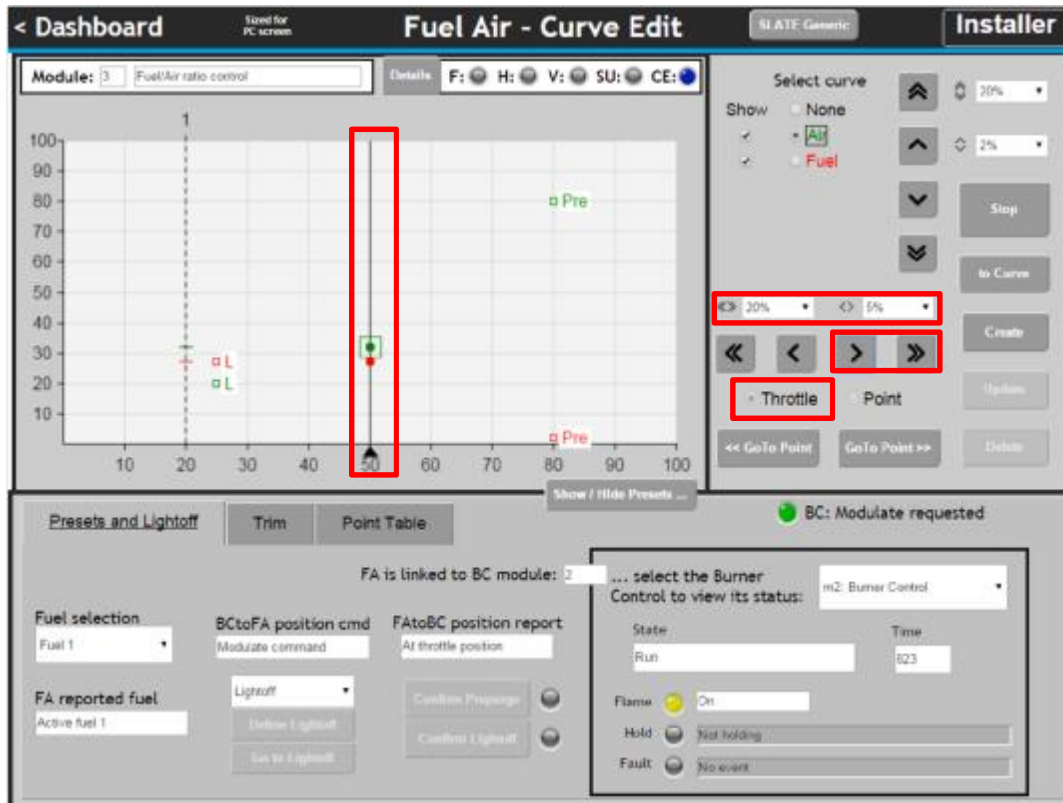 < Dashboard
Sized for
PC screen
Fuel Air - Curve Edit
SLATE Generic
Installer
Module: 3 Fuel/Air ratio control
Details
F: H: V: SU: CE:
Select curve
Show
None
Air
Fuel
20%
2%
Stop
to Curve
Create
Update
Delete
<<>> 20%
<> 5%
<< < > >>
Throttle
Point
<< GoTo Point
GoTo Point >>
1
100
90
80
70
60
50
40
30
20
10
Pre
L
L
Pre
10 20 30 40 50 60 70 80 90 100
Show / Hide Presets ...
Presets and Lightoff
Trim
Point Table
BC: Modulate requested
FA is linked to BC module: 2
... select the Burner
Control to view its status:
m2: Burner Control
Fuel selection
Fuel 1
BCtoFA position cmd
Modulate command
FAtoBC position report
At throttle position
State
Run
Time
623
FA reported fuel
Active fuel 1
Lightoff
Define Lightoff
Go to Lightoff
Confirm Prepurge
Confirm Lightoff
Flame
On
Hold
Not holding
Fault
No event